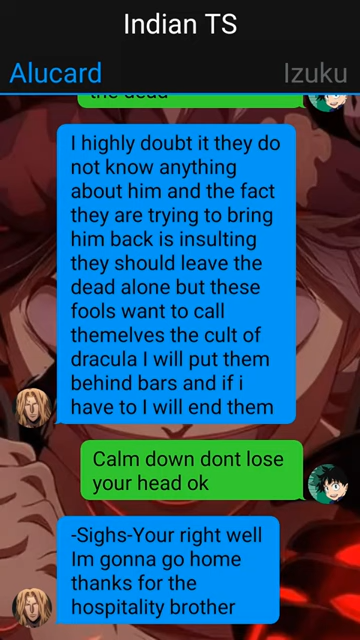 Indian TS
Alucard
Izuku
the dead
I highly doubt it they do
not know anything
about him and the fact
they are trying to bring
him back is insulting
they should leave the
dead alone but these
fools want to call
themelves the cult of
dracula I will put them
behind bars and if i
have to I will end them
Calm down dont lose
your head ok
-Sighs-Your right well
Im gonna go home
thanks for the
hospitality brother